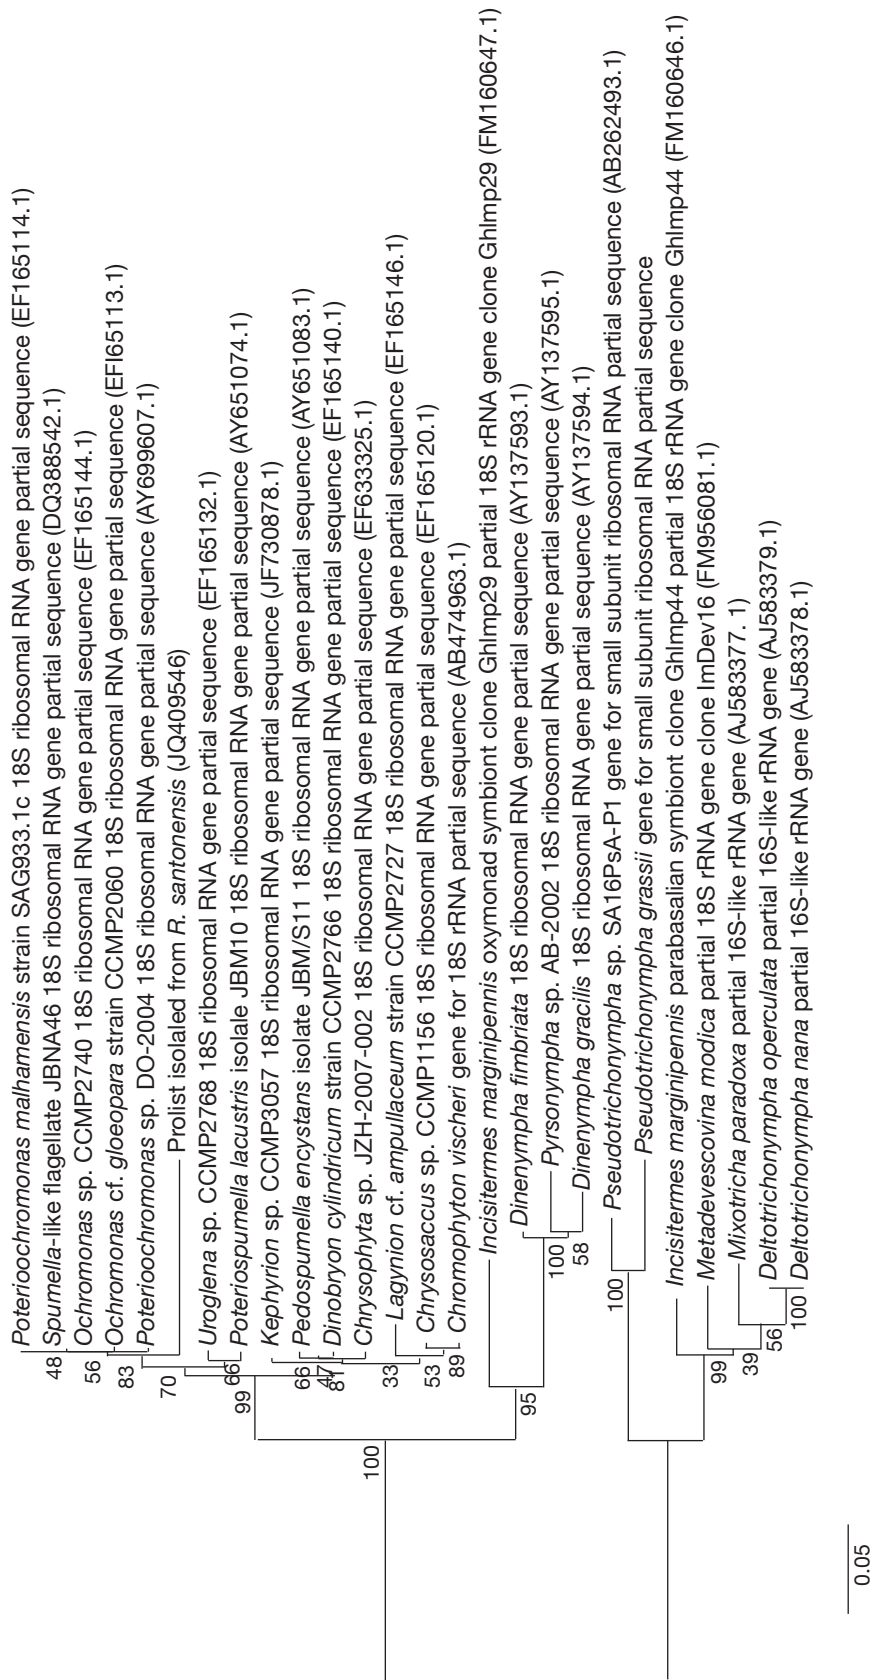 Poterioochromonas malhamensis strain SAG933.1c 18S ribosomal RNA gene partial sequence (EF165114.1)
Spumella-like flagellate JBNA46 18S ribosomal RNA gene partial sequence (DQ388542.1)
Ochromonas sp. CCMP2740 18S ribosomal RNA gene partial sequence (EF165144.1)
Ochromonas cf. gloeopara strain CCMP2060 18S ribosomal RNA gene partial sequence (EFI65113.1)
Poterioochromonas sp. DO-2004 18S ribosomal RNA gene partial sequence (AY699607.1)
Prolist isolaled from R. santonensis (JQ409546)
Uroglena sp. CCMP2768 18S ribosomal RNA gene partial sequence (EF165132.1)
Poteriospumella lacustris isolale JBM10 18S ribosomal RNA gene partial sequence (AY651074.1)
Kephyrion sp. CCMP3057 18S ribosomal RNA gene partial sequence (JF730878.1)
Pedospumella encystans isolate JBM/S11 18S ribosomal RNA gene partial sequence (AY651083.1)
Dinobryon cylindricum strain CCMP2766 18S ribosomal RNA gene partial sequence (EF165140.1)
Chrysophyta sp. JZH-2007-002 18S ribosomal RNA gene partial sequence (EF633325.1)
Lagynion cf. ampullaceum strain CCMP2727 18S ribosomal RNA gene partial sequence (EF165146.1)
Chrysosaccus sp. CCMP1156 18S ribosomal RNA gene partial sequence (EF165120.1)
Chromophyton vischeri gene for 18S rRNA partial sequence (AB474963.1)
Incisitermes marginipennis oxymonad symbiont clone GhImp29 partial 18S rRNA gene clone GhImp29 (FM160647.1)
Dinenympha fimbriata 18S ribosomal RNA gene partial sequence (AY137593.1)
Pyrsonympha sp. AB-2002 18S ribosomal RNA gene partial sequence (AY137595.1)
Dinenympha gracilis 18S ribosomal RNA gene partial sequence (AY137594.1)
Pseudotrichonympha sp. SA16PsA-P1 gene for small subunit ribosomal RNA partial sequence (AB262493.1)
Pseudotrichonympha grassii gene for small subunit ribosomal RNA partial sequence
Incisitermes marginipennis parabasalian symbiont clone GhImp44 partial 18S rRNA gene clone GhImp44 (FM160646.1)
Metadevescovina modica partial 18S rRNA gene clone ImDev16 (FM956081.1)
Mixotricha paradoxa partial 16S-like rRNA gene (AJ583377. 1)
Deltotrichonympha operculata partial 16S-like rRNA gene (AJ583379.1)
Deltotrichonympha nana partial 16S-like rRNA gene (AJ583378.1)
48
56
83
70
66
99
66
47
81
33
53
89
100
95
100
58
100
99
39
56
100
0.05